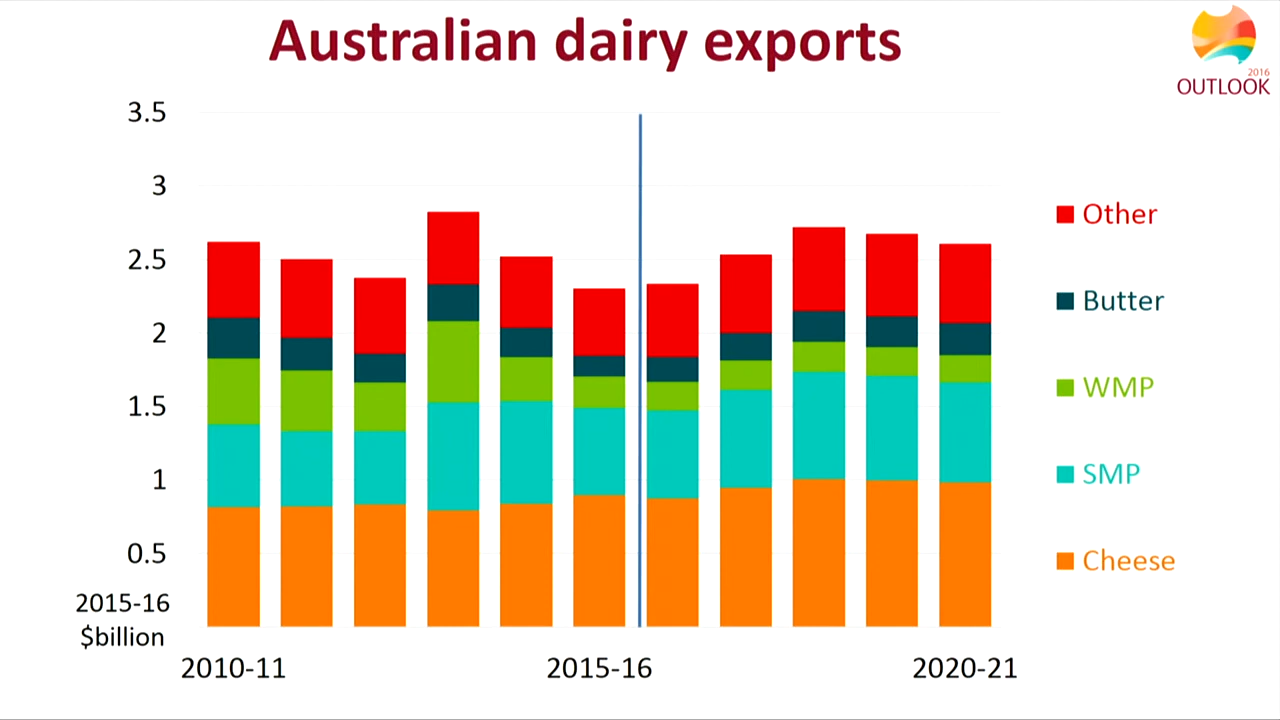 Australian dairy exports
2016
OUTLOOK
3.5
3
2.5
2
1.5
1
0.5
2015-16
$billion
2010-11
2015-16
2020-21
Other
Butter
WMP
SMP
Cheese